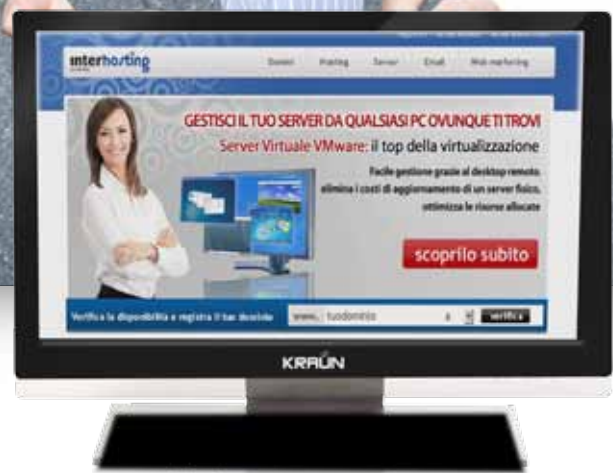 interhosting
Domini Hosting Server Email Web marketing
GESTISCI IL TUO SERVER DA QUALSIASI PC OVUNQUE TI TROVI
Server Virtuale VMware: il top della virtualizzazione
Facile gestione grazie al desktop remoto,
elimina i costi di aggiornamento di un server fisico,
ottimizza le risorse allocate
scoprilo subito
Verifica la disponibilità e registra il tuo dominio www. tuodominio verifica
KRAUN